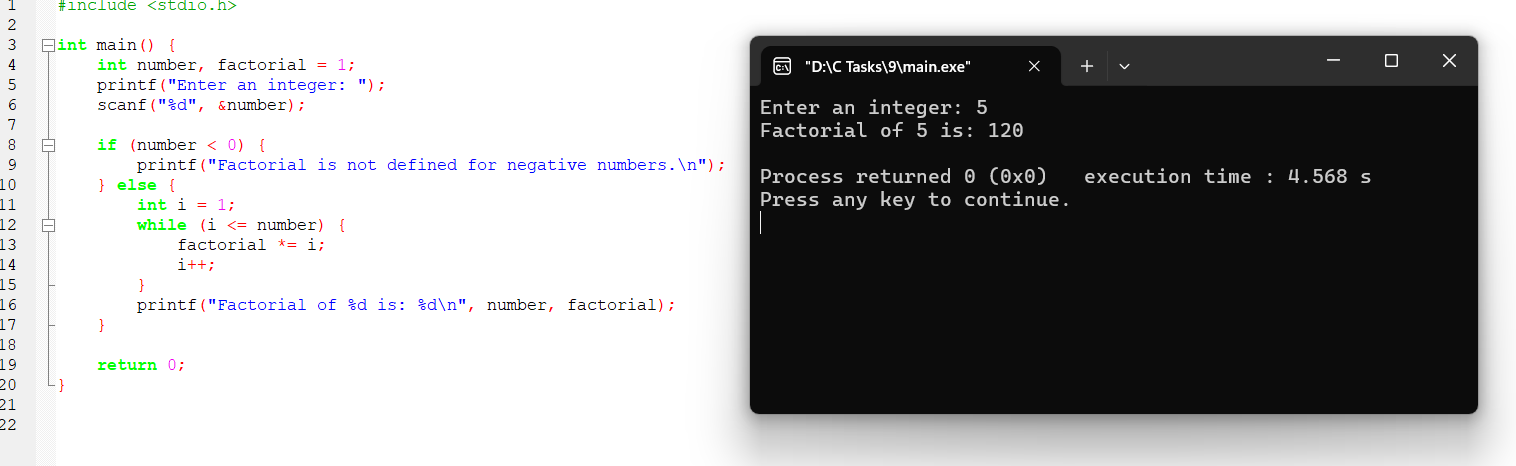 1 #include <stdio.h>
2
3 int main() {
4     int number, factorial = 1;
5     printf("Enter an integer: ");
6     scanf("%d", &number);
7
8     if (number < 0) {
9         printf("Factorial is not defined for negative numbers.\n");
10     } else {
11         int i = 1;
12         while (i <= number) {
13             factorial *= i;
14             i++;
15         }
16         printf("Factorial of %d is: %d\n", number, factorial);
17     }
18
19     return 0;
20 }
21
22
"D:\C Tasks\9\main.exe"
Enter an integer: 5
Factorial of 5 is: 120

Process returned 0 (0x0)   execution time : 4.568 s
Press any key to continue.